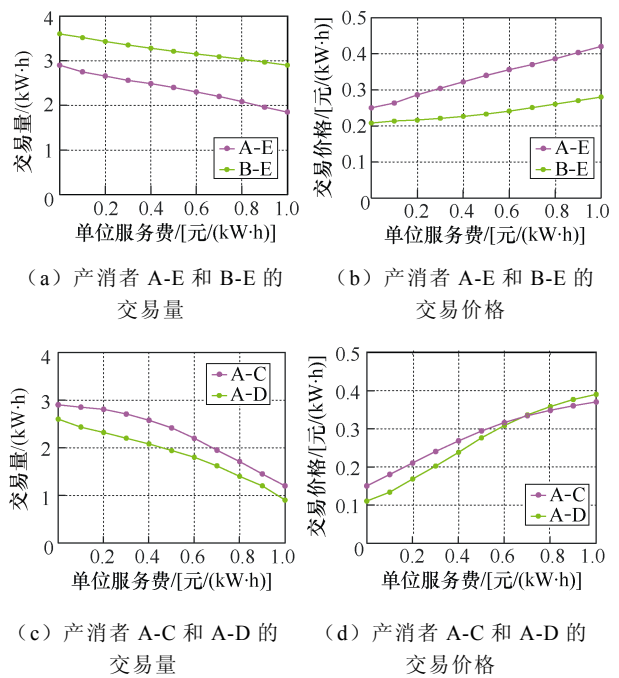 4
3
2
1
0
交易量/(kW·h)
A-E
B-E
0.2 0.4 0.6 0.8 1.0
单位服务费/[元/(kW·h)]
(a) 产消者 A-E 和 B-E 的
交易量
0.5
0.4
0.3
0.2
0.1
0
交易价格/[元/(kW·h)]
A-E
B-E
0.2 0.4 0.6 0.8 1.0
单位服务费/[元/(kW·h)]
(b) 产消者 A-E 和 B-E 的
交易价格
4
3
2
1
0
交易量/(kW·h)
A-C
A-D
0.2 0.4 0.6 0.8 1.0
单位服务费/[元/(kW·h)]
(c) 产消者 A-C 和 A-D 的
交易量
0.5
0.4
0.3
0.2
0.1
0
交易价格/[元/(kW·h)]
A-C
A-D
0.2 0.4 0.6 0.8 1.0
单位服务费/[元/(kW·h)]
(d) 产消者 A-C 和 A-D 的
交易价格